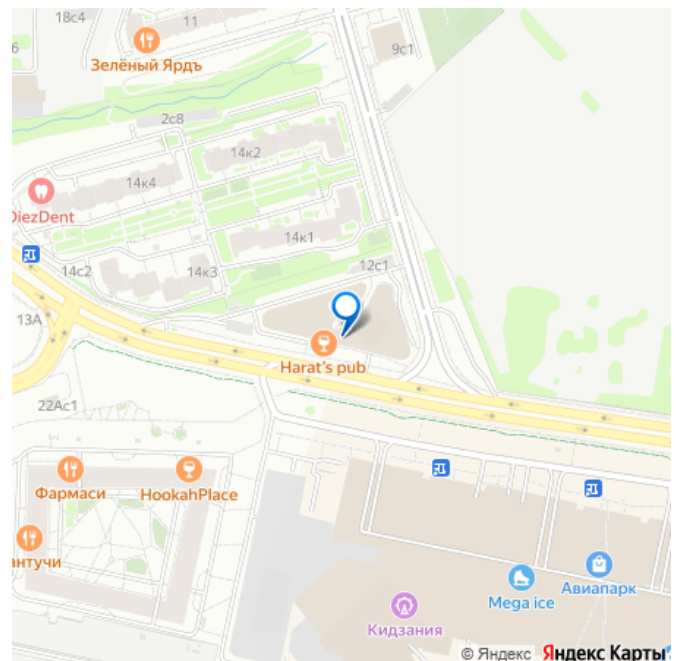 18с4
11
6
Зелёный Ярдъ
9с1
2с8
14к2
14к4
DiezDent
14к1
12с1
14с2
14к3
13А
Harat's pub
22Ас1
Фармаси
HookahPlace
антучи
Mega ice
Авиапарк
Кидзания
© Яндекс Яндекс Карты